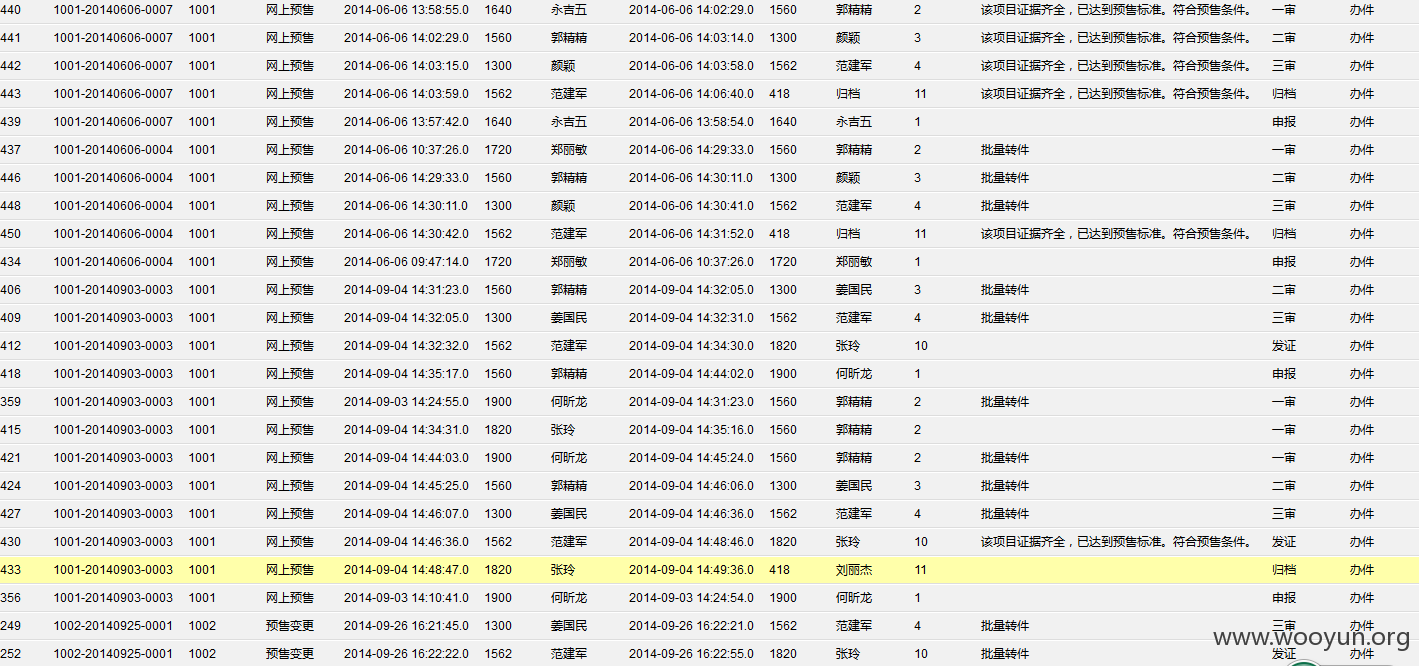 440 1001-20140606-0007 1001 网上预售 2014-06-06 13:58:55.0 1640 永吉五 2014-06-06 14:02:29.0 1560 郭精精 2 该项目证据齐全，已达到预售标准。符合预售条件。 一审 办件
441 1001-20140606-0007 1001 网上预售 2014-06-06 14:02:29.0 1560 郭精精 2014-06-06 14:03:14.0 1300 颜颖 3 该项目证据齐全，已达到预售标准。符合预售条件。 二审 办件
442 1001-20140606-0007 1001 网上预售 2014-06-06 14:03:15.0 1300 颜颖 2014-06-06 14:03:58.0 1562 范建军 4 该项目证据齐全，已达到预售标准。符合预售条件。 三审 办件
443 1001-20140606-0007 1001 网上预售 2014-06-06 14:03:59.0 1562 范建军 2014-06-06 14:06:40.0 418 归档 11 该项目证据齐全，已达到预售标准。符合预售条件。 归档 办件
439 1001-20140606-0007 1001 网上预售 2014-06-06 13:57:42.0 1640 永吉五 2014-06-06 13:58:54.0 1640 永吉五 1 申报 办件
437 1001-20140606-0004 1001 网上预售 2014-06-06 10:37:26.0 1720 郑丽敏 2014-06-06 14:29:33.0 1560 郭精精 2 批量转件 一审 办件
446 1001-20140606-0004 1001 网上预售 2014-06-06 14:29:33.0 1560 郭精精 2014-06-06 14:30:11.0 1300 颜颖 3 批量转件 二审 办件
448 1001-20140606-0004 1001 网上预售 2014-06-06 14:30:11.0 1300 颜颖 2014-06-06 14:30:41.0 1562 范建军 4 批量转件 三审 办件
450 1001-20140606-0004 1001 网上预售 2014-06-06 14:30:42.0 1562 范建军 2014-06-06 14:31:52.0 418 归档 11 该项目证据齐全，已达到预售标准。符合预售条件。 归档 办件
434 1001-20140606-0004 1001 网上预售 2014-06-06 09:47:14.0 1720 郑丽敏 2014-06-06 10:37:26.0 1720 郑丽敏 1 申报 办件
406 1001-20140903-0003 1001 网上预售 2014-09-04 14:31:23.0 1560 郭精精 2014-09-04 14:32:05.0 1300 姜国民 3 批量转件 二审 办件
409 1001-20140903-0003 1001 网上预售 2014-09-04 14:32:05.0 1300 姜国民 2014-09-04 14:32:31.0 1562 范建军 4 批量转件 三审 办件
412 1001-20140903-0003 1001 网上预售 2014-09-04 14:32:32.0 1562 范建军 2014-09-04 14:34:30.0 1820 张玲 10 发证 办件
418 1001-20140903-0003 1001 网上预售 2014-09-04 14:35:17.0 1560 郭精精 2014-09-04 14:44:02.0 1900 何昕龙 1 申报 办件
359 1001-20140903-0003 1001 网上预售 2014-09-03 14:24:55.0 1900 何昕龙 2014-09-04 14:31:23.0 1560 郭精精 2 批量转件 一审 办件
415 1001-20140903-0003 1001 网上预售 2014-09-04 14:34:31.0 1820 张玲 2014-09-04 14:35:16.0 1560 郭精精 2 一审 办件
421 1001-20140903-0003 1001 网上预售 2014-09-04 14:44:03.0 1900 何昕龙 2014-09-04 14:45:24.0 1560 郭精精 2 批量转件 一审 办件
424 1001-20140903-0003 1001 网上预售 2014-09-04 14:45:25.0 1560 郭精精 2014-09-04 14:46:06.0 1300 姜国民 3 批量转件 二审 办件
427 1001-20140903-0003 1001 网上预售 2014-09-04 14:46:07.0 1300 姜国民 2014-09-04 14:46:36.0 1562 范建军 4 批量转件 三审 办件
430 1001-20140903-0003 1001 网上预售 2014-09-04 14:46:36.0 1562 范建军 2014-09-04 14:48:46.0 1820 张玲 10 该项目证据齐全，已达到预售标准。符合预售条件。 发证 办件
433 1001-20140903-0003 1001 网上预售 2014-09-04 14:48:47.0 1820 张玲 2014-09-04 14:49:36.0 418 刘丽杰 11 归档 办件
356 1001-20140903-0003 1001 网上预售 2014-09-03 14:10:41.0 1900 何昕龙 2014-09-03 14:24:54.0 1900 何昕龙 1 申报 办件
249 1002-20140925-0001 1002 预售变更 2014-09-26 16:21:45.0 1300 姜国民 2014-09-26 16:22:21.0 1562 范建军 4 批量转件 三审 办件
www.wooyun.org
252 1002-20140925-0001 1002 预售变更 2014-09-26 16:22:22.0 1562 范建军 2014-09-26 16:22:55.0 1820 张玲 10 批量转件 发证 办件